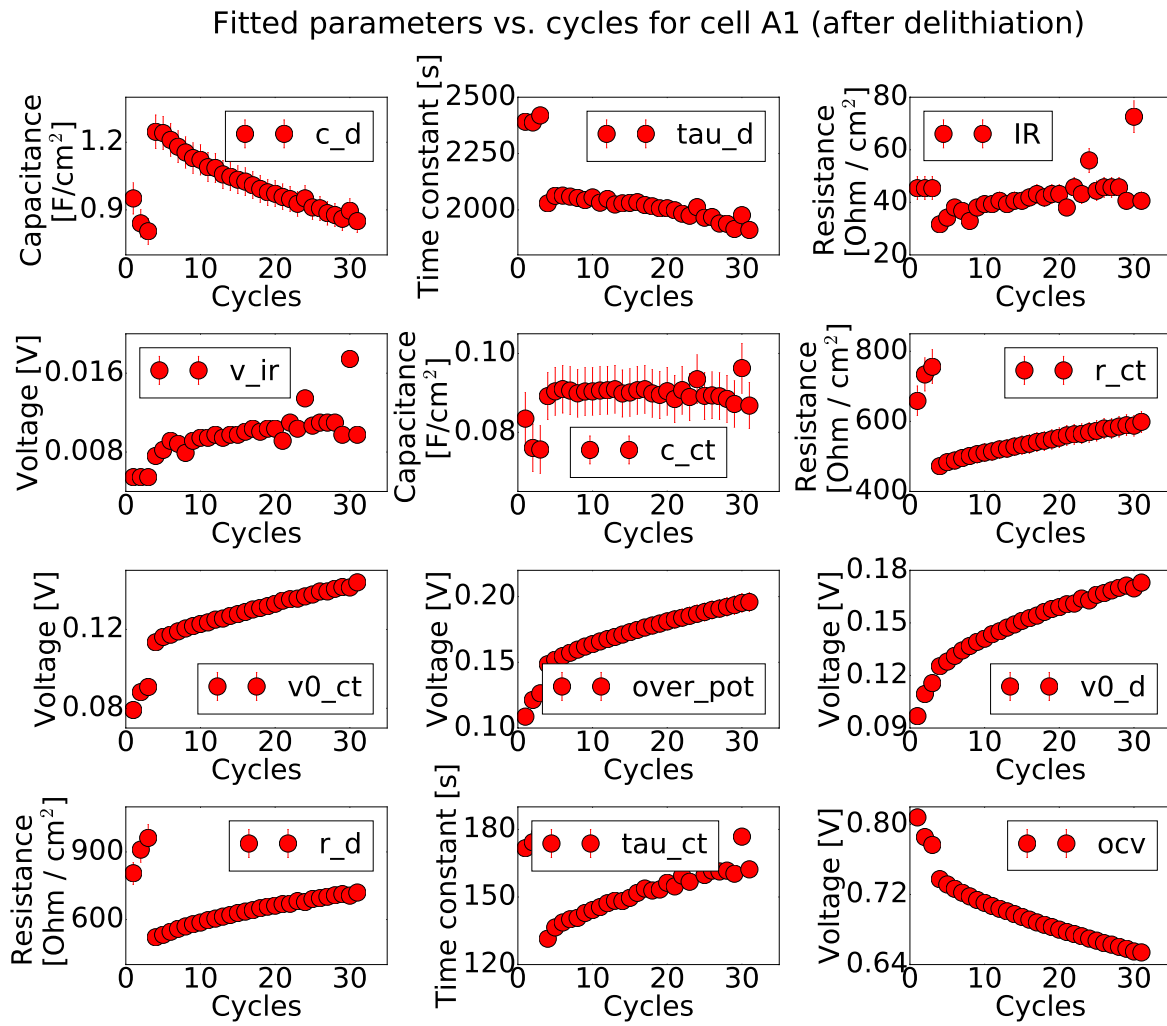 Fitted parameters vs. cycles for cell A1 (after delithiation)
Capacitance
[F/cm²]
1.2
0.9
c_d
0 10 20 30
Cycles
Time constant [s]
2500
2250
2000
tau_d
0 10 20 30
Cycles
Resistance
[Ohm / cm²]
80
60
40
20
IR
0 10 20 30
Cycles
Voltage [V]
0.016
0.008
v_ir
0 10 20 30
Cycles
Capacitance
[F/cm²]
0.10
0.08
c_ct
0 10 20 30
Cycles
Resistance
[Ohm / cm²]
800
600
400
r_ct
0 10 20 30
Cycles
Voltage [V]
0.12
0.08
v0_ct
0 10 20 30
Cycles
Voltage [V]
0.20
0.15
0.10
over_pot
0 10 20 30
Cycles
Voltage [V]
0.18
0.15
0.12
0.09
v0_d
0 10 20 30
Cycles
Resistance
[Ohm / cm²]
900
600
r_d
0 10 20 30
Cycles
Time constant [s]
180
150
120
tau_ct
0 10 20 30
Cycles
Voltage [V]
0.80
0.72
0.64
ocv
0 10 20 30
Cycles